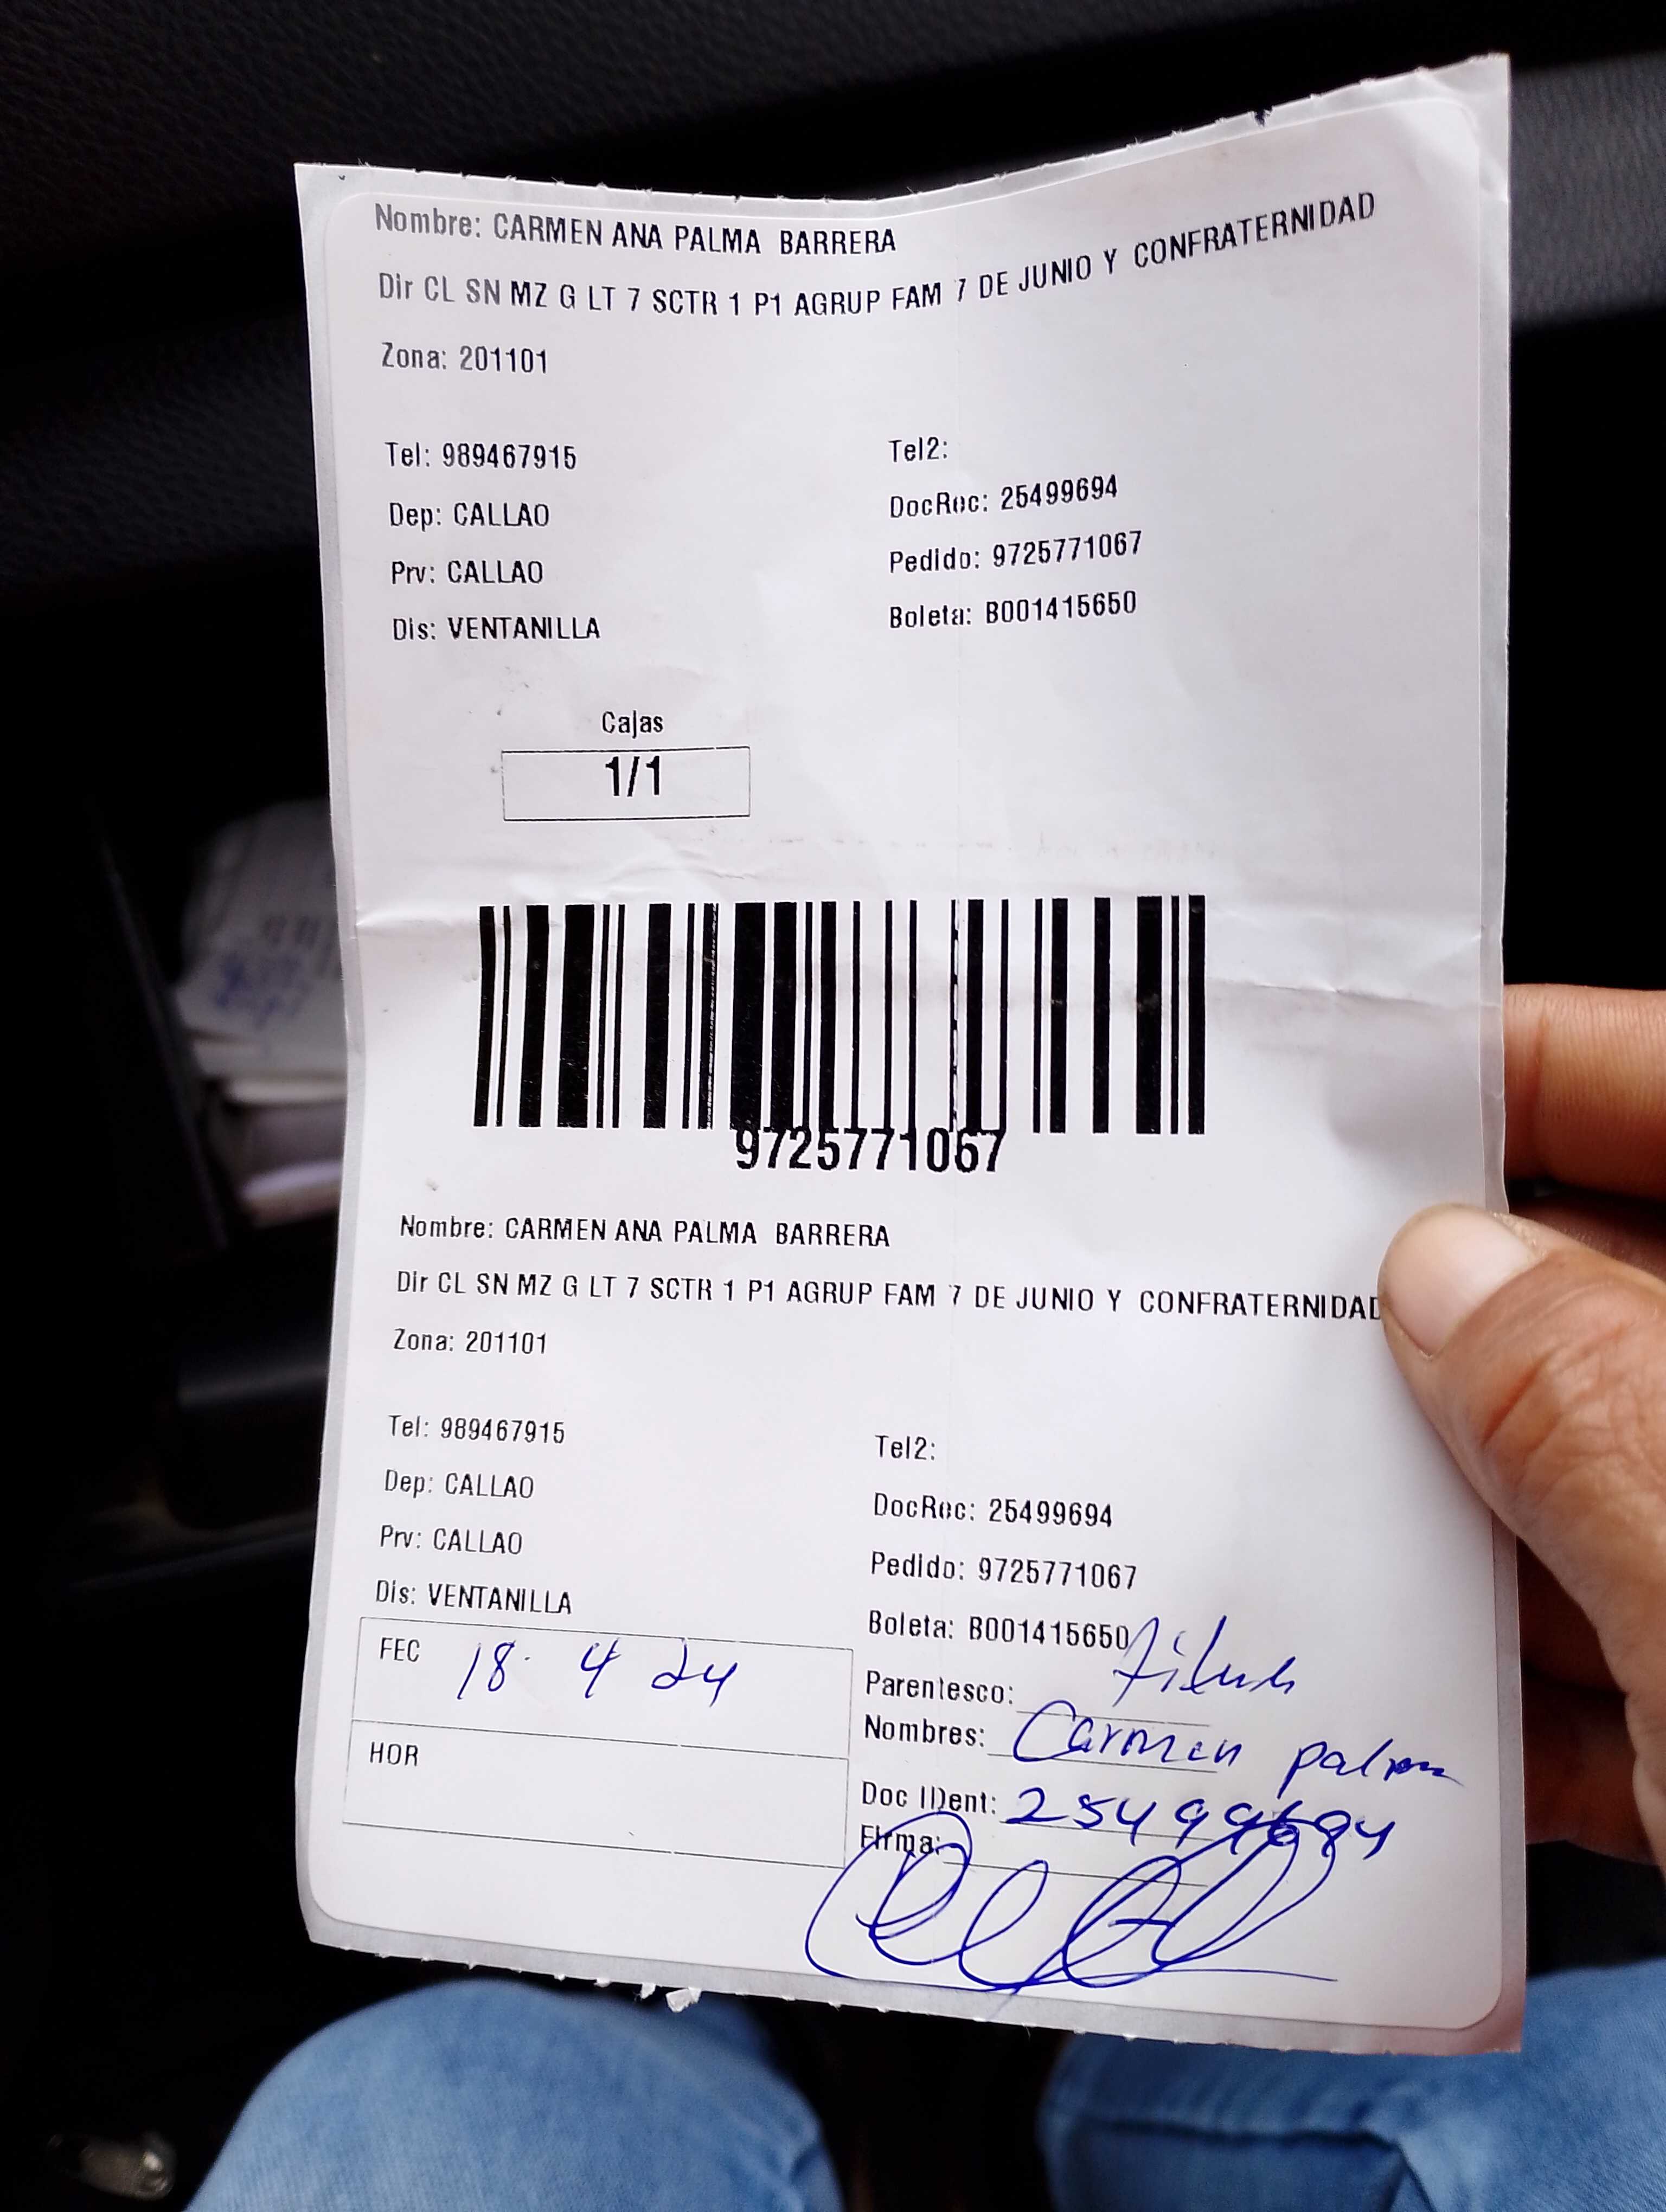 Nombre: CARMEN ANA PALMA BARRERA
Dir CL SN MZ G LT 7 SCTR 1 P1 AGRUP FAM 7 DE JUNIO Y CONFRATERNIDAD
Zona: 201101
Tel: 989467915
Tel2:
Dep: CALLAO
DocRec: 25499694
Prv: CALLAO
Pedido: 9725771067
Dis: VENTANILLA
Boleta: B001415650
Cajas
1/1
9725771067
Nombre: CARMEN ANA PALMA BARRERA
Dir CL SN MZ G LT 7 SCTR 1 P1 AGRUP FAM 7 DE JUNIO Y CONFRATERNIDAD
Zona: 201101
Tel: 989467915
Tel2:
Dep: CALLAO
DocRec: 25499694
Prv: CALLAO
Pedido: 9725771067
Dis: VENTANILLA
Boleta: B001415650
FEC 18 4 24
Parentesco:
Nombres: Carmen palma
HOR
Doc IDent: 25499694
Firma: